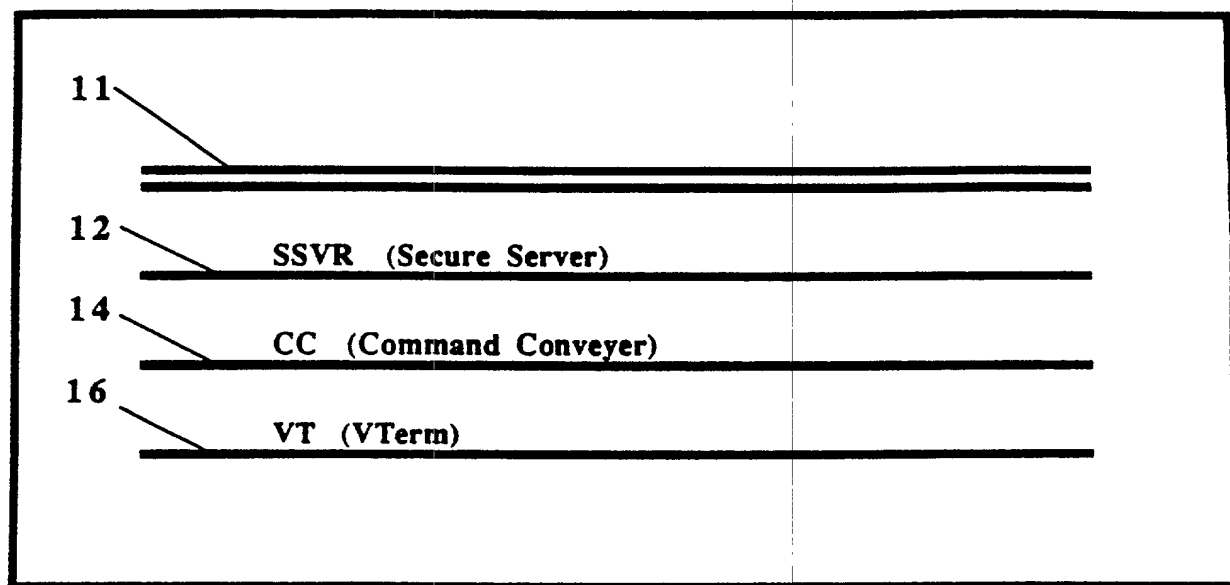 11
12
SSVR (Secure Server)
14
CC (Command Conveyer)
16
VT (VTerm)